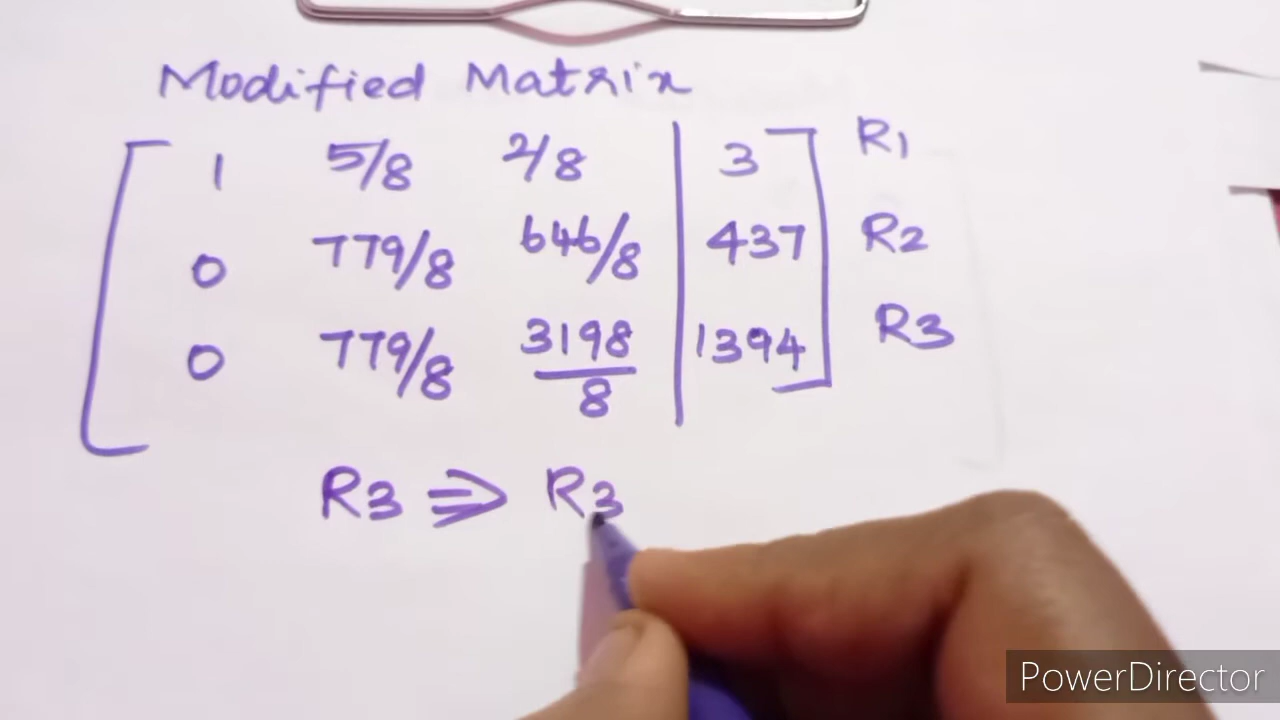 Modified Matrix
1 5/8 2/8 3 R1
0 779/8 646/8 437 R2
0 779/8 3198/8 1394 R3
R3 ⇒ R3
PowerDirector